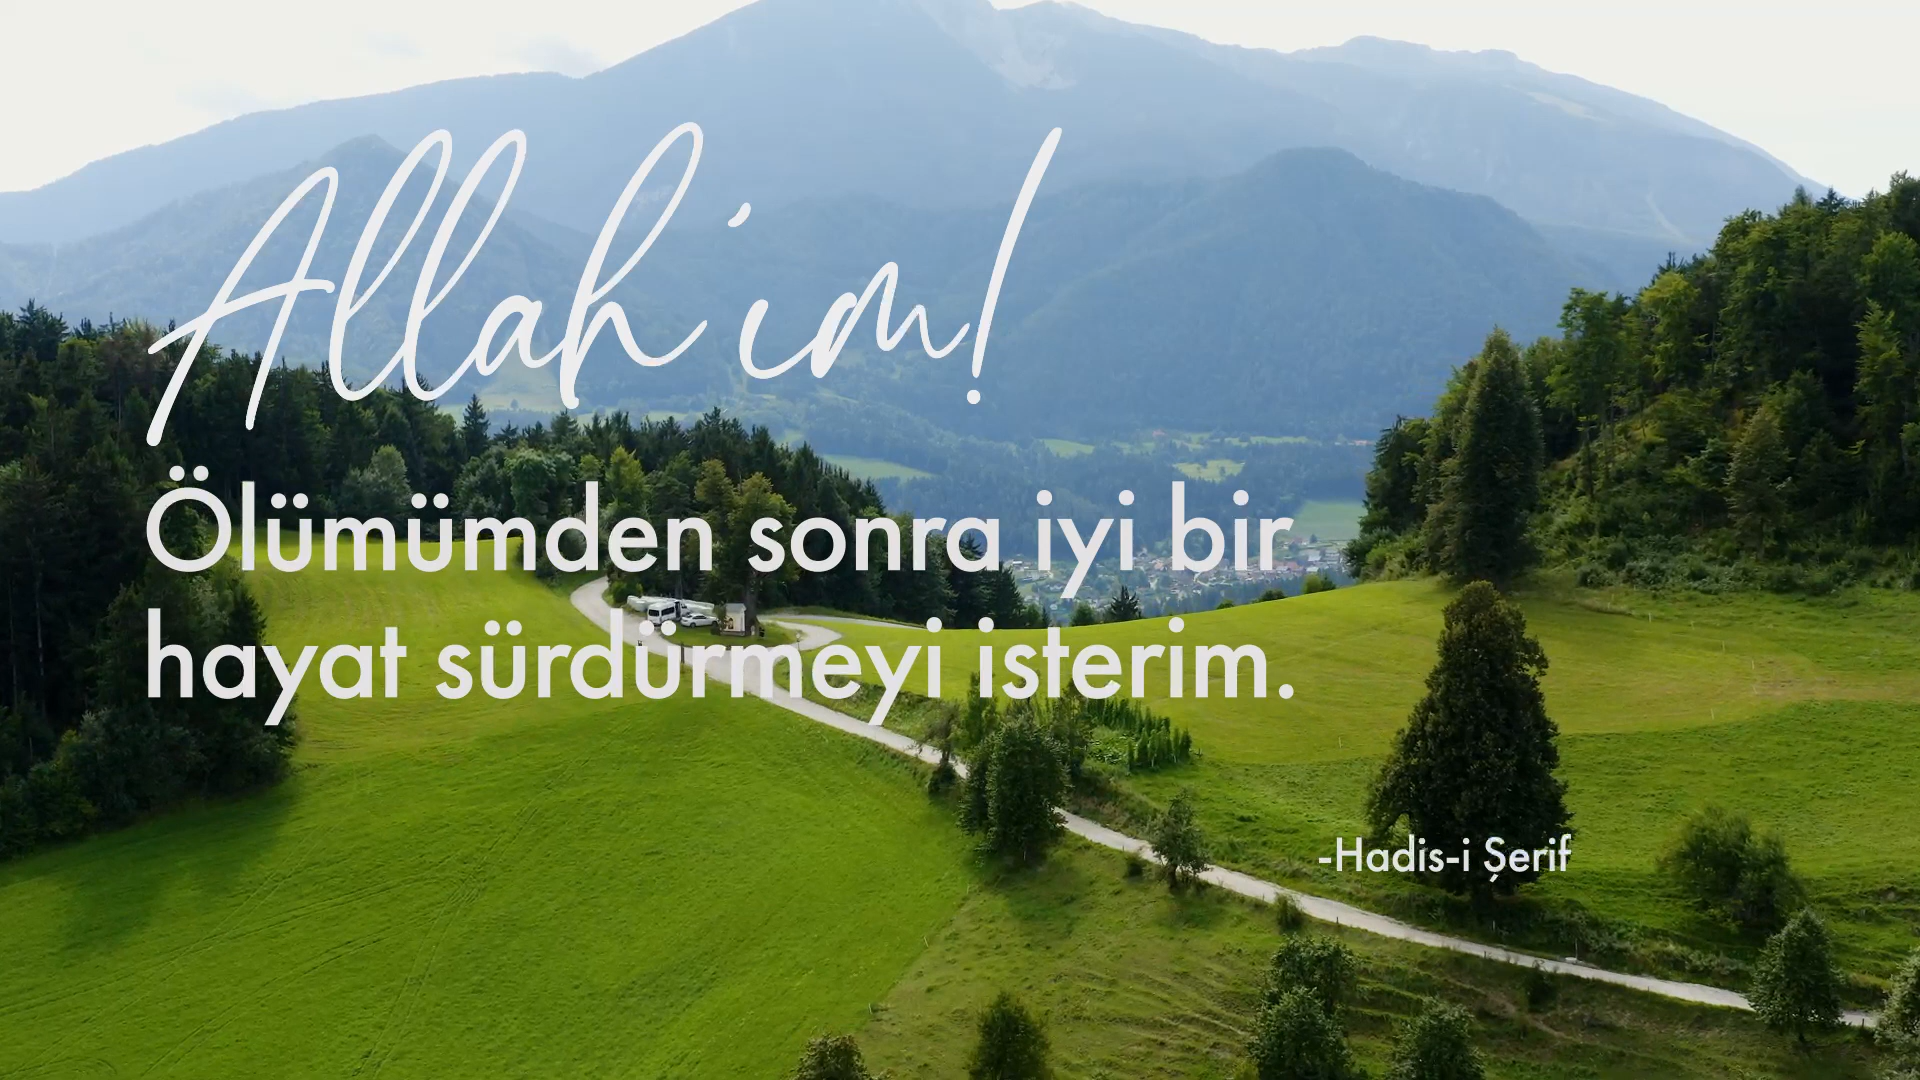 Allah'ım!
Ölümümden sonra iyi bir
hayat sürdürmeyi isterim.
-Hadis-i Şerif